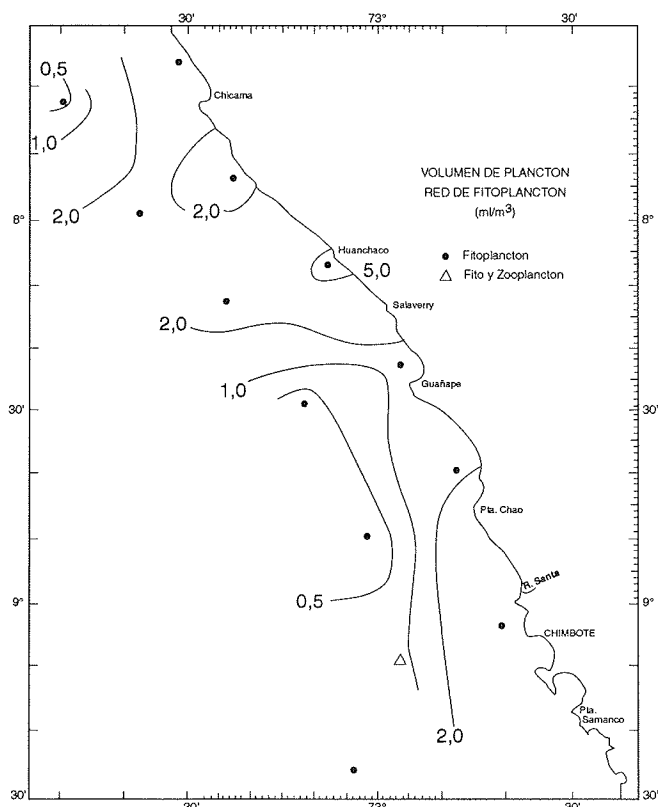 30' 73° 30'
0,5
Chicama
1,0
VOLUMEN DE PLANCTON
RED DE FITOPLANCTON
(ml/m³)
2,0
2,0
8° 8°
Huanchaco
Fitoplancton
5,0
Fito y Zooplancton
Salaverry
2,0
Guañape
1,0
30' 30'
Pta. Chao
R. Santa
0,5
9° 9°
CHIMBOTE
Pta.
Samanco
2,0
30' 30'
30' 73° 30'